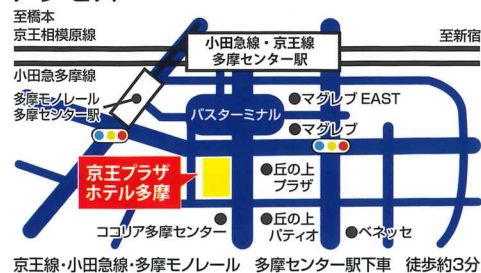 至橋本
京王相模原線
小田急線・京王線
多摩センター駅
至新宿
小田急多摩線
多摩モノレール
多摩センター駅
バスターミナル
●マグレブ EAST
●マグレブ
京王プラザ
ホテル多摩
●丘の上
プラザ
ココリア多摩センター
●丘の上
パティオ
●ベネッセ
京王線・小田急線・多摩モノレール　多摩センター駅下車　徒歩約3分